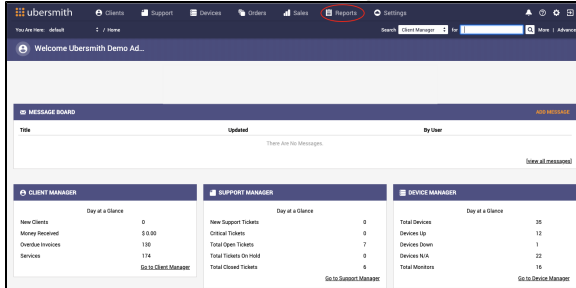 ubersmith Clients Support Devices Orders Sales Reports Settings
You Are Here: default / Home Search Client Manager for More | Advance
Welcome Ubersmith Demo Ad...
MESSAGE BOARD ADD MESSAGE
Title Updated By User
There Are No Messages.
[view all messages]
CLIENT MANAGER
Day at a Glance
New Clients 0
Money Received $ 0.00
Overdue Invoices 130
Services 174
Go to Client Manager
SUPPORT MANAGER
Day at a Glance
New Support Tickets 0
Critical Tickets 0
Total Open Tickets 7
Total Tickets On Hold 0
Total Closed Tickets 6
Go to Support Manager
DEVICE MANAGER
Day at a Glance
Total Devices 35
Devices Up 12
Devices Down 1
Devices N/A 22
Total Monitors 16
Go to Device Manager